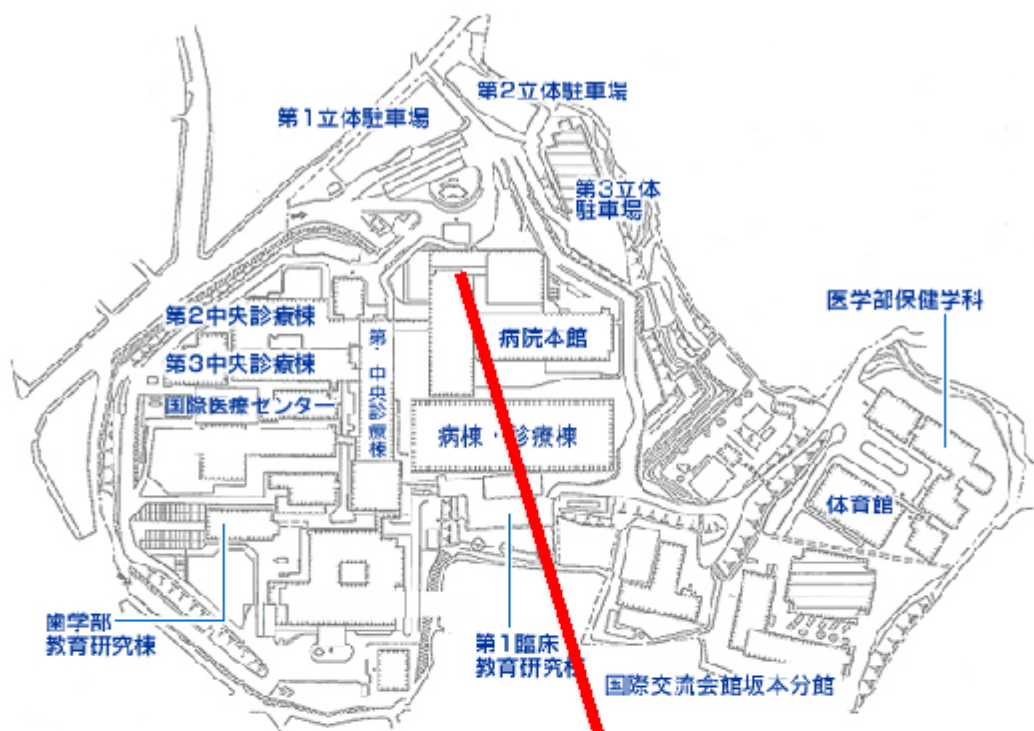 第2立体駐車場
第1立体駐車場
第3立体
駐車場
医学部保健学科
第2中央診療棟
病院本館
第3中央診療棟
国際医療センター
中央診療棟
病棟・診療棟
体育館
歯学部
教育研究棟
第1臨床
教育研究棟
国際交流会館坂本分館